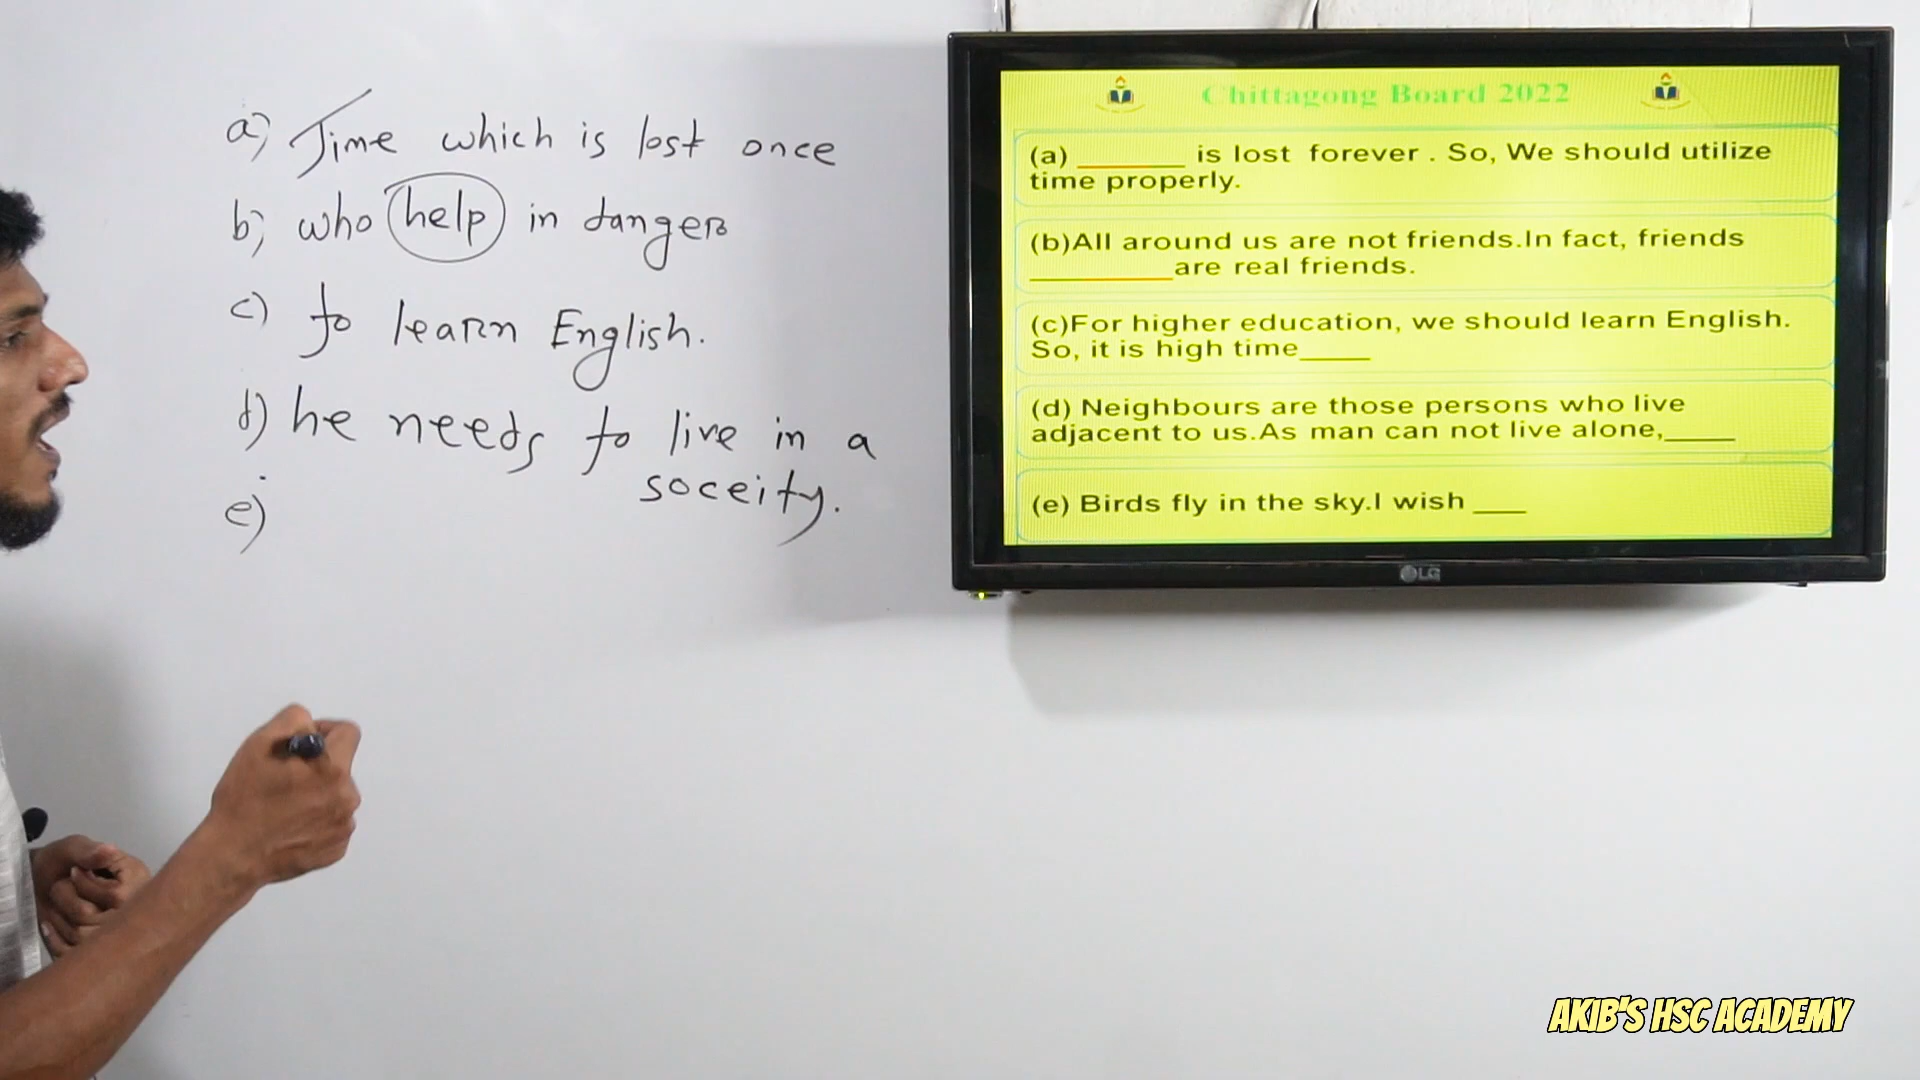 a) Time which is lost once
b) who help in danger
c) to learn English.
d) he needs to live in a
soceity.
e)
Chittagong Board 2022
(a) ________ is lost forever . So, We should utilize
time properly.
(b)All around us are not friends.In fact, friends
__________are real friends.
(c)For higher education, we should learn English.
So, it is high time_____
(d) Neighbours are those persons who live
adjacent to us.As man can not live alone,_____
(e) Birds fly in the sky.I wish ____
LG
AKIB'S HSC ACADEMY